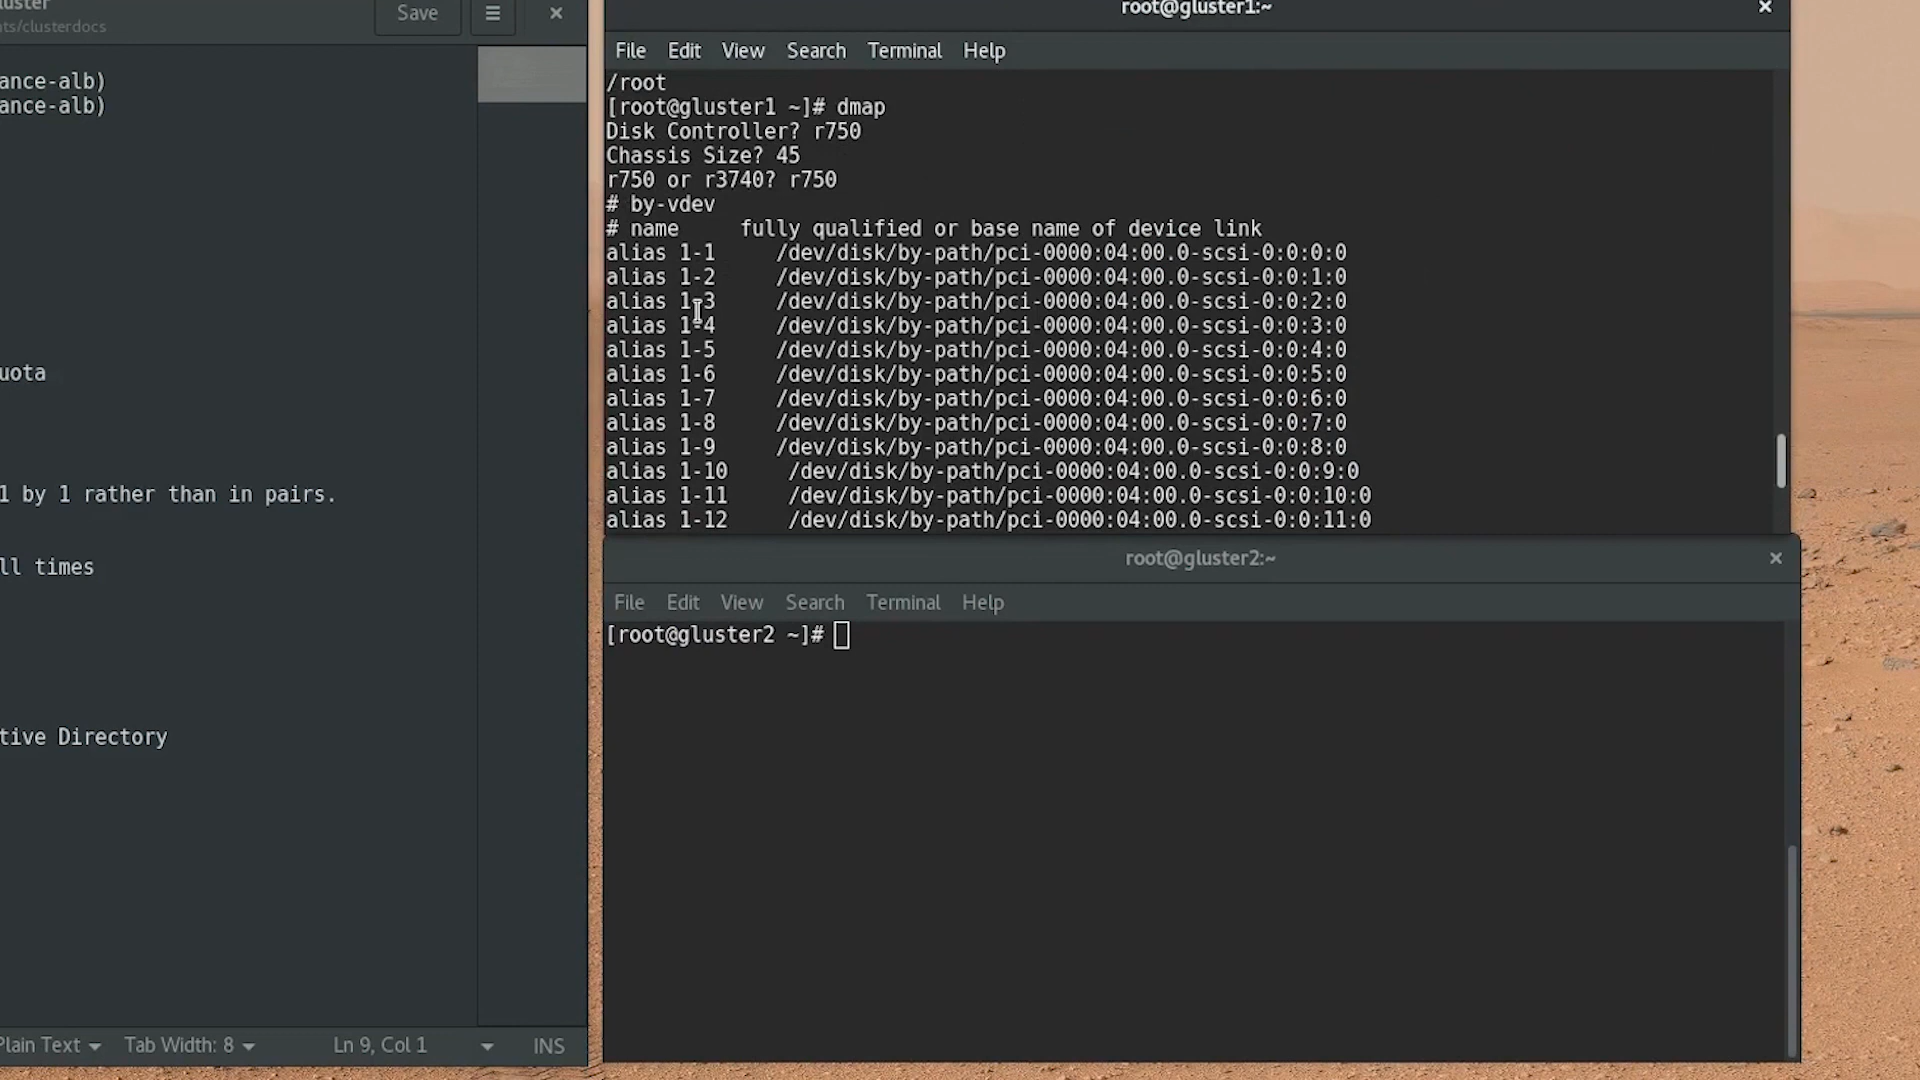 luster
nts/clusterdocs
Save
ance-alb)
ance-alb)
uota
1 by 1 rather than in pairs.
ll times
tive Directory
Plain Text
Tab Width: 8
Ln 9, Col 1
INS
root@gluster1:~
File Edit View Search Terminal Help
/root
[root@gluster1 ~]# dmap
Disk Controller? r750
Chassis Size? 45
r750 or r3740? r750
# by-vdev
# name     fully qualified or base name of device link
alias 1-1     /dev/disk/by-path/pci-0000:04:00.0-scsi-0:0:0:0
alias 1-2     /dev/disk/by-path/pci-0000:04:00.0-scsi-0:0:1:0
alias 1-3     /dev/disk/by-path/pci-0000:04:00.0-scsi-0:0:2:0
alias 1-4     /dev/disk/by-path/pci-0000:04:00.0-scsi-0:0:3:0
alias 1-5     /dev/disk/by-path/pci-0000:04:00.0-scsi-0:0:4:0
alias 1-6     /dev/disk/by-path/pci-0000:04:00.0-scsi-0:0:5:0
alias 1-7     /dev/disk/by-path/pci-0000:04:00.0-scsi-0:0:6:0
alias 1-8     /dev/disk/by-path/pci-0000:04:00.0-scsi-0:0:7:0
alias 1-9     /dev/disk/by-path/pci-0000:04:00.0-scsi-0:0:8:0
alias 1-10     /dev/disk/by-path/pci-0000:04:00.0-scsi-0:0:9:0
alias 1-11     /dev/disk/by-path/pci-0000:04:00.0-scsi-0:0:10:0
alias 1-12     /dev/disk/by-path/pci-0000:04:00.0-scsi-0:0:11:0
root@gluster2:~
File Edit View Search Terminal Help
[root@gluster2 ~]#